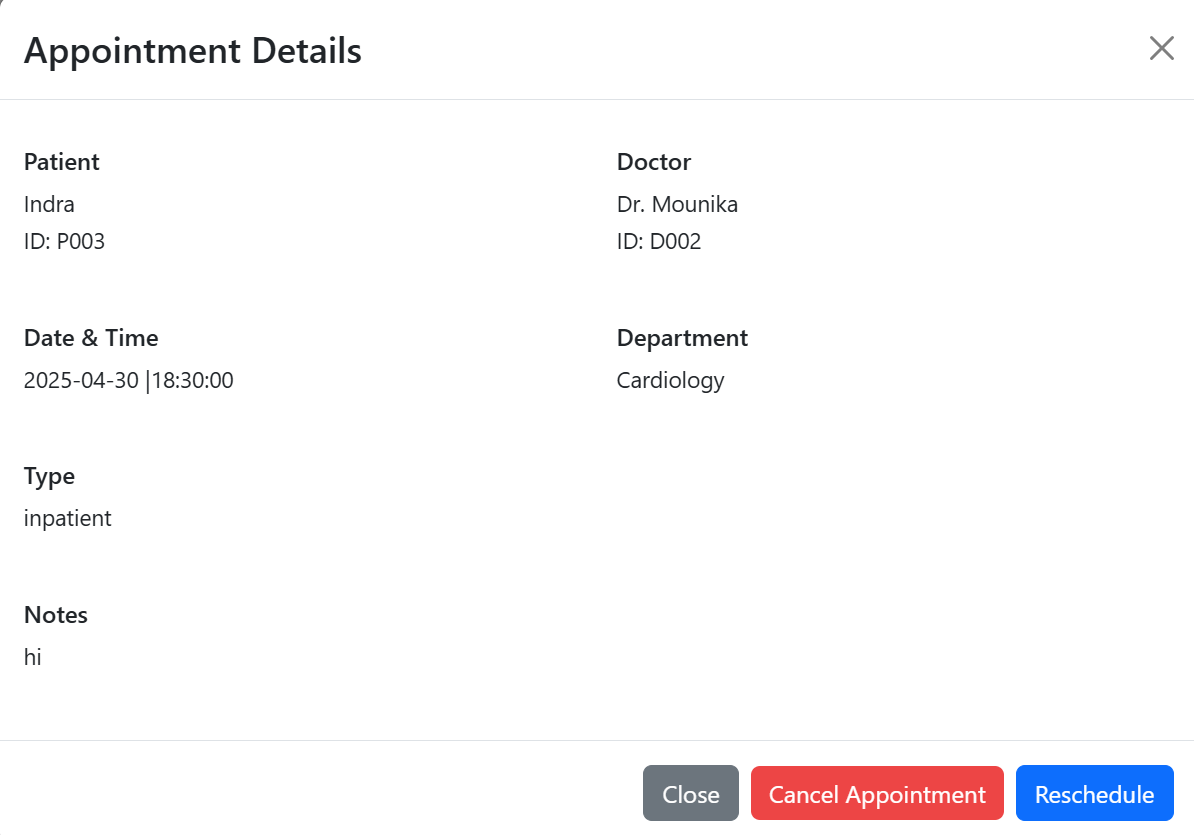 Appointment Details
Patient
Indra
ID: P003
Doctor
Dr. Mounika
ID: D002
Date & Time
2025-04-30 |18:30:00
Department
Cardiology
Type
inpatient
Notes
hi
Close
Cancel Appointment
Reschedule